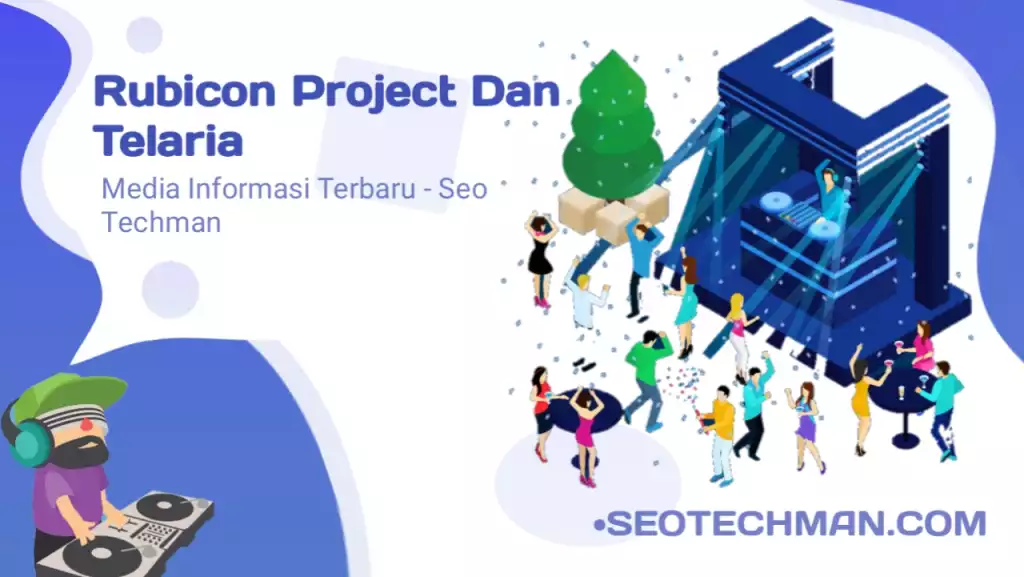 Rubicon Project Dan
Telaria
Media Informasi Terbaru - Seo
Techman
•SEOTECHMAN.COM